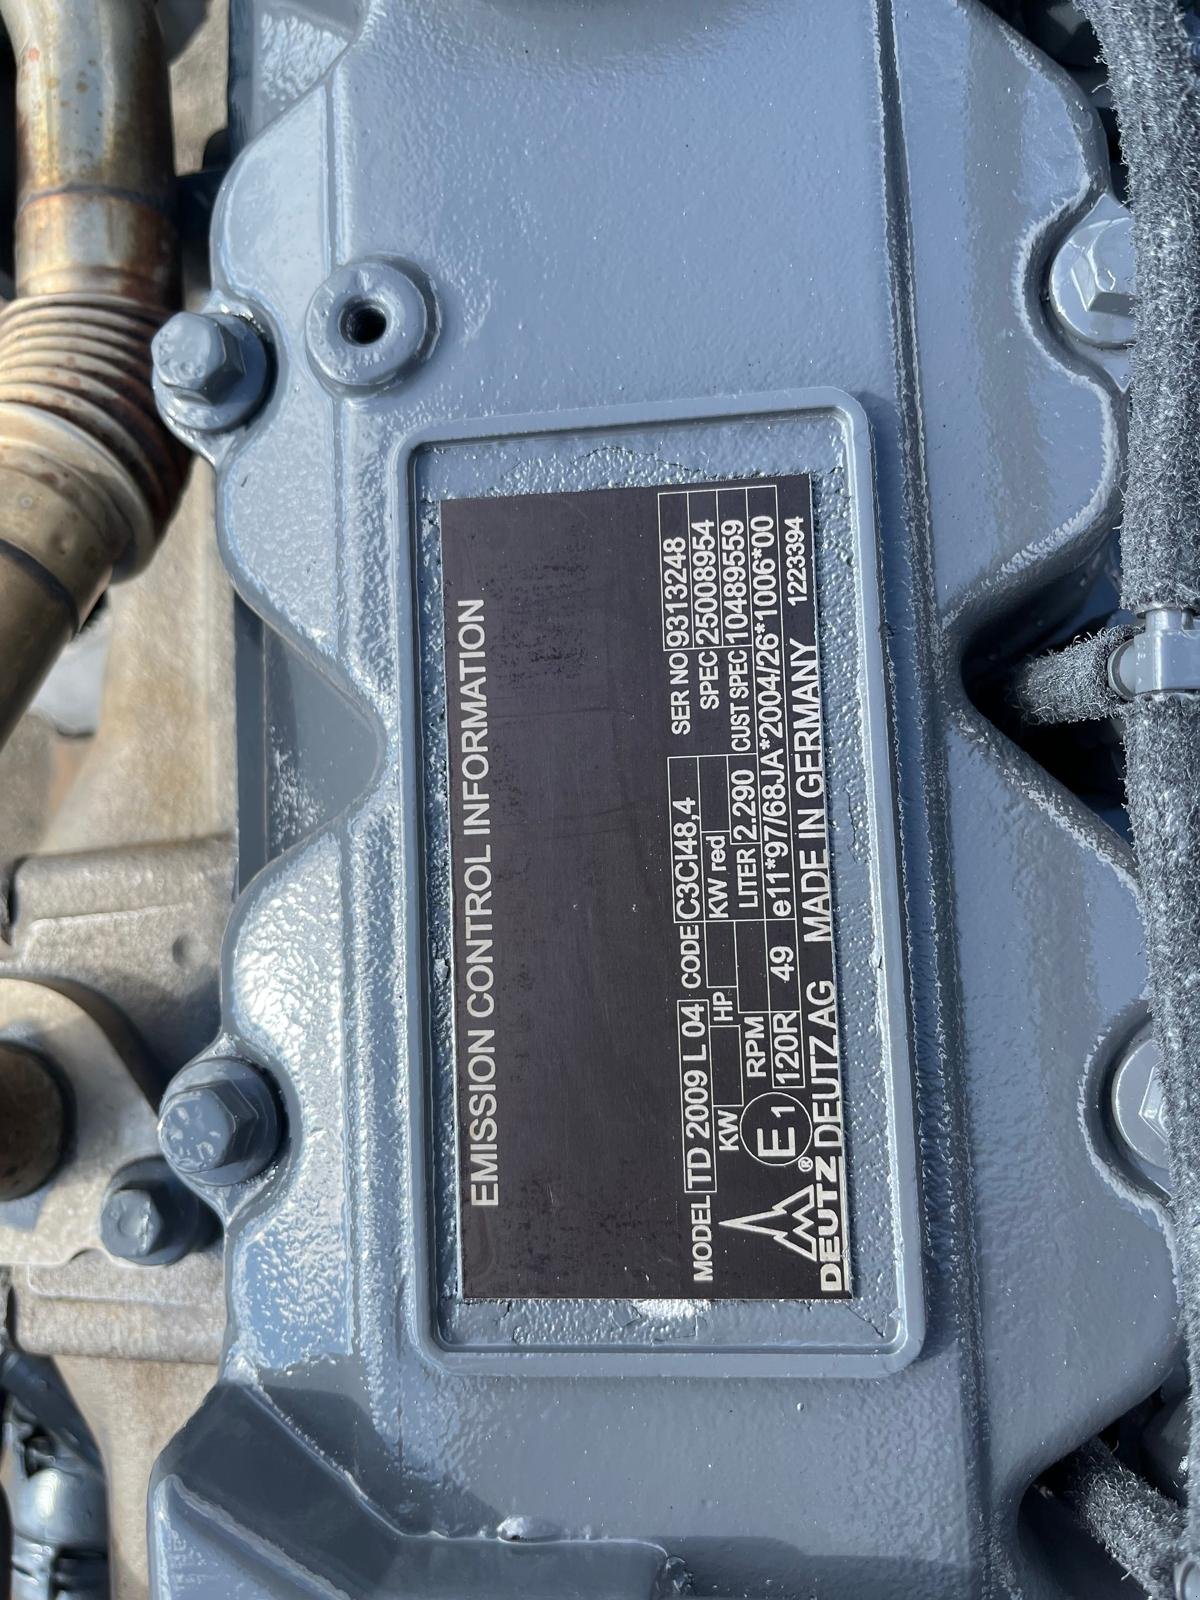 EMISSION CONTROL INFORMATION
MODEL TD 2009 L 04 CODE C3CI48,4 SER NO 9313248
KW HP KW red SPEC 25008954
RPM LITER 2.290 CUST SPEC 10489559
E1 120R 49 e11*97/68JA*2004/26*1006*00
DEUTZ® DEUTZ AG MADE IN GERMANY 1223394